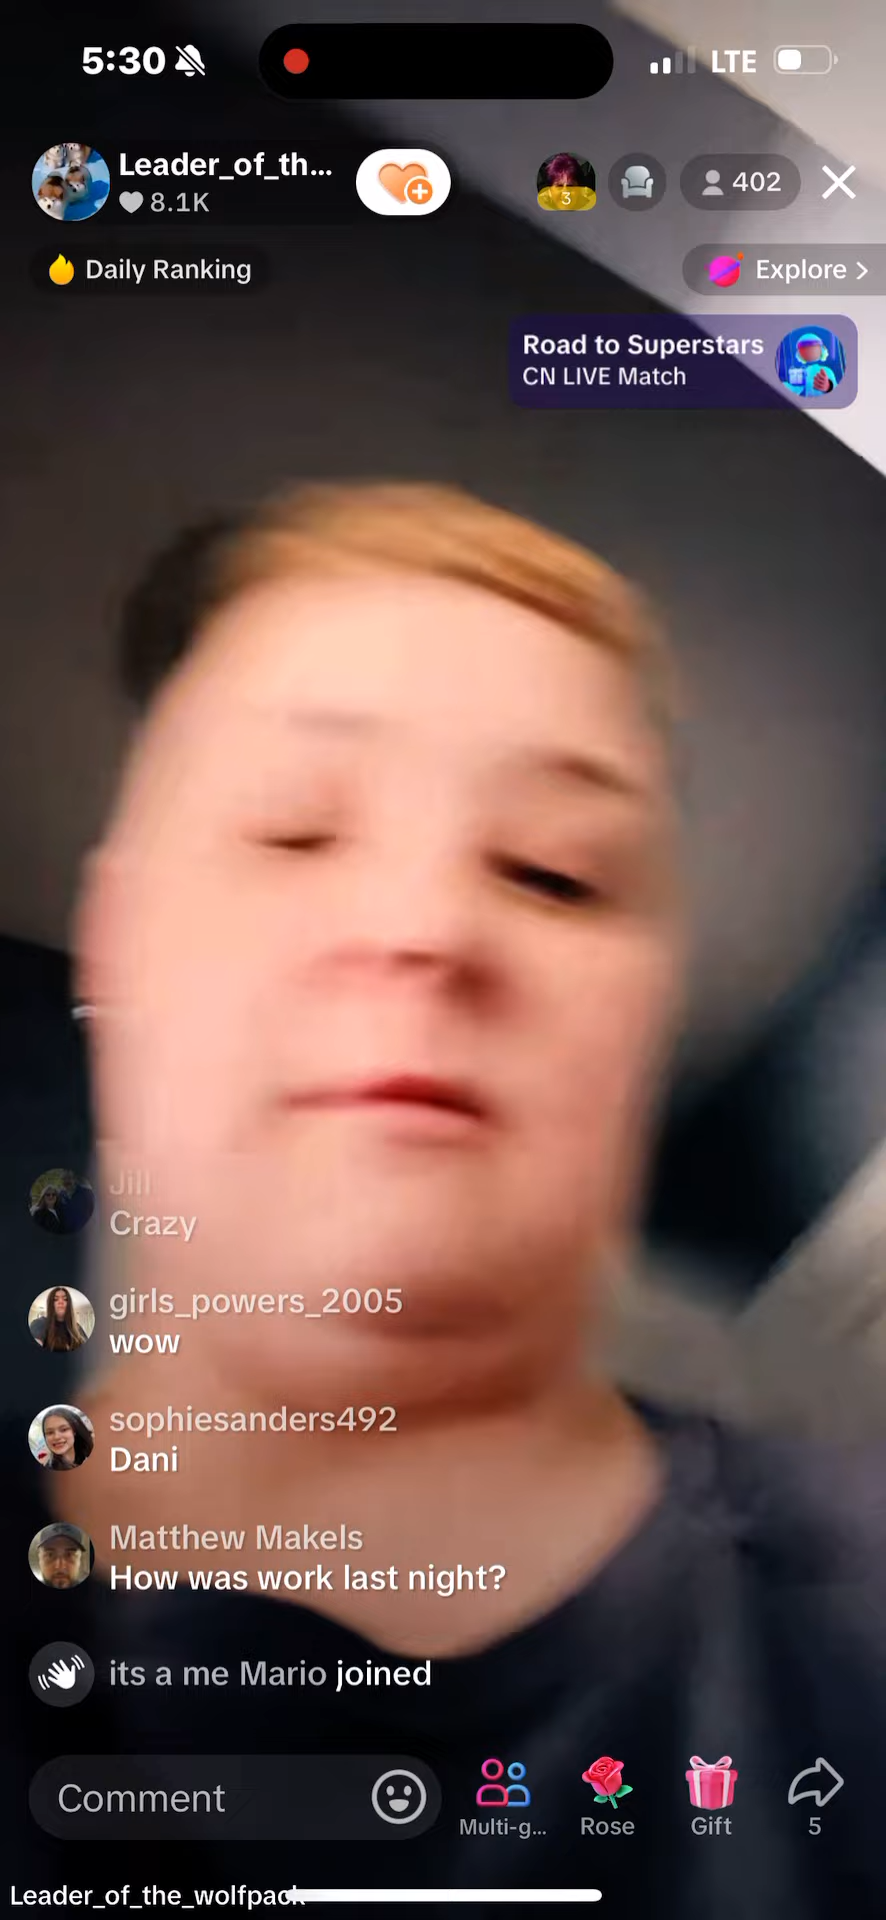 5:30
LTE
Leader_of_th...
8.1K
3
402
Daily Ranking
Explore >
Road to Superstars
CN LIVE Match
Jill
Crazy
girls_powers_2005
wow
sophiesanders492
Dani
Matthew Makels
How was work last night?
its a me Mario joined
Comment
Multi-g...
Rose
Gift
5
Leader_of_the_wolfpack